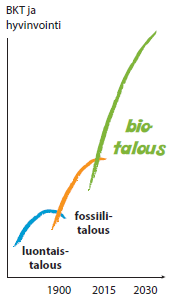 BKT ja
hyvinvointi
bio-
talous
fossiili-
talous
luontais-
talous
1900 2015 2030